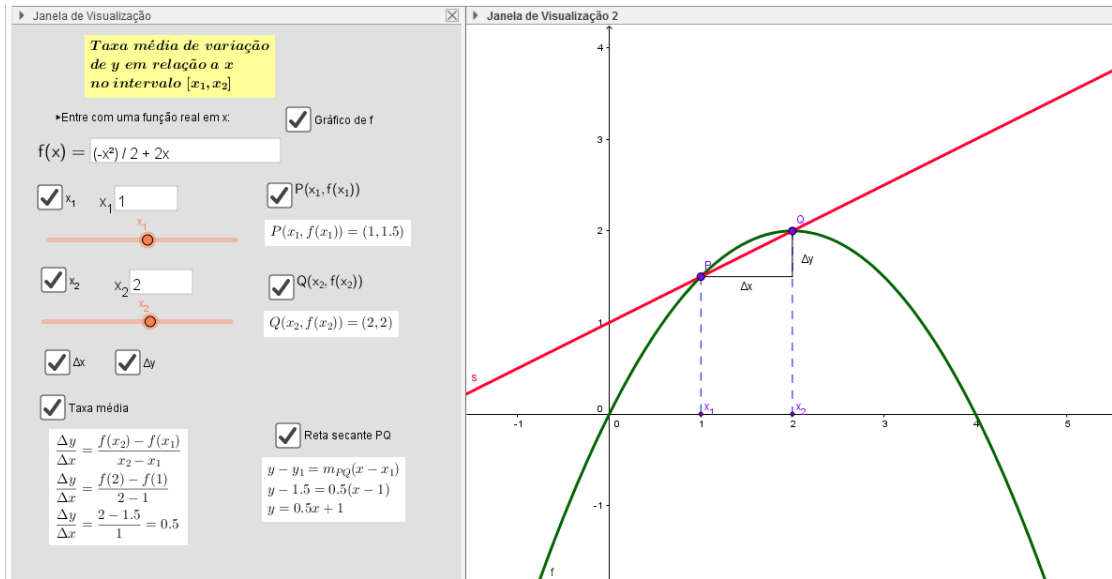 Janela de Visualização
Taxa média de variação
de y em relação a x
no intervalo [x₁,x₂]
▸Entre com uma função real em x:
Gráfico de f
f(x) = (-x²) / 2 + 2x
x₁
x₁ 1
P(x₁, f(x₁))
x₁
P(x₁, f(x₁)) = (1, 1.5)
x₂
x₂ 2
Q(x₂, f(x₂))
x₂
Q(x₂, f(x₂)) = (2, 2)
Δx
Δy
Taxa média
Δy/Δx = (f(x₂) − f(x₁))/(x₂ − x₁)
Δy/Δx = (f(2) − f(1))/(2 − 1)
Δy/Δx = (2 − 1.5)/1 = 0.5
Reta secante PQ
y − y₁ = m_PQ(x − x₁)
y − 1.5 = 0.5(x − 1)
y = 0.5x + 1
Janela de Visualização 2
4
3
2
1
0
-1
-1
0
1
2
3
4
5
Q
P
Δy
Δx
s
x₁
x₂
f